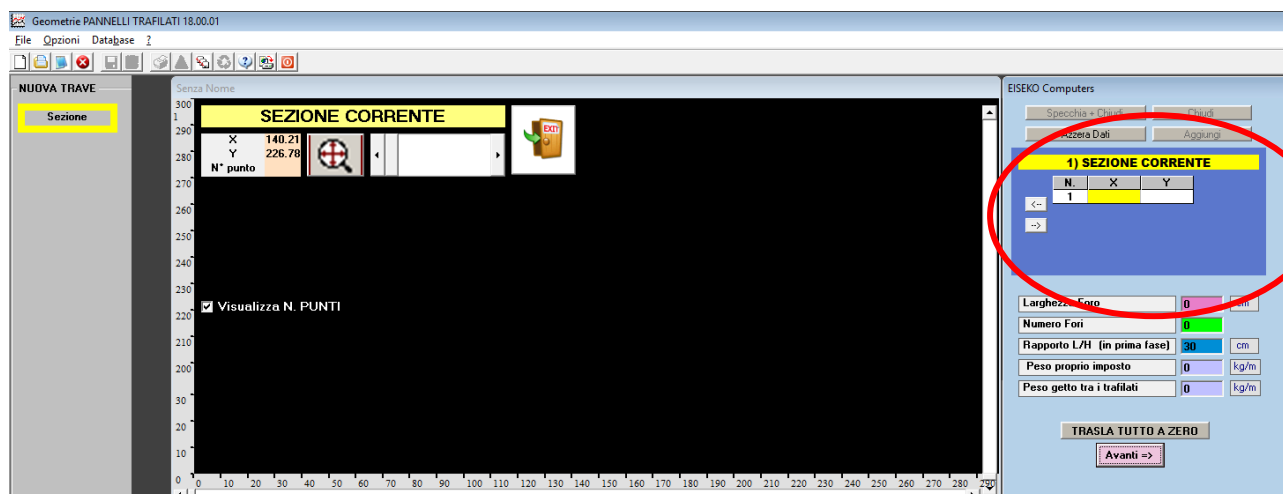 Geometrie PANNELLI TRAFILATI 18.00.01
File Opzioni Database ?
NUOVA TRAVE
Sezione
Senza Nome
SEZIONE CORRENTE
X 140.21
Y 226.78
N° punto
EXIT
Visualizza N. PUNTI
300
1
290
280
270
260
250
240
230
220
210
200
30
20
10
0
0 10 20 30 40 50 60 70 80 90 100 110 120 130 140 150 160 170 180 190 200 210 220 230 240 250 260 270 280 290
EISEKO Computers
Specchia + Chiudi Chiudi
Azzera Dati Aggiungi
1) SEZIONE CORRENTE
N. X Y
1
<--
-->
Larghezza Foro 0 cm
Numero Fori 0
Rapporto L/H (in prima fase) 30 cm
Peso proprio imposto 0 kg/m
Peso getto tra i trafilati 0 kg/m
TRASLA TUTTO A ZERO
Avanti =>